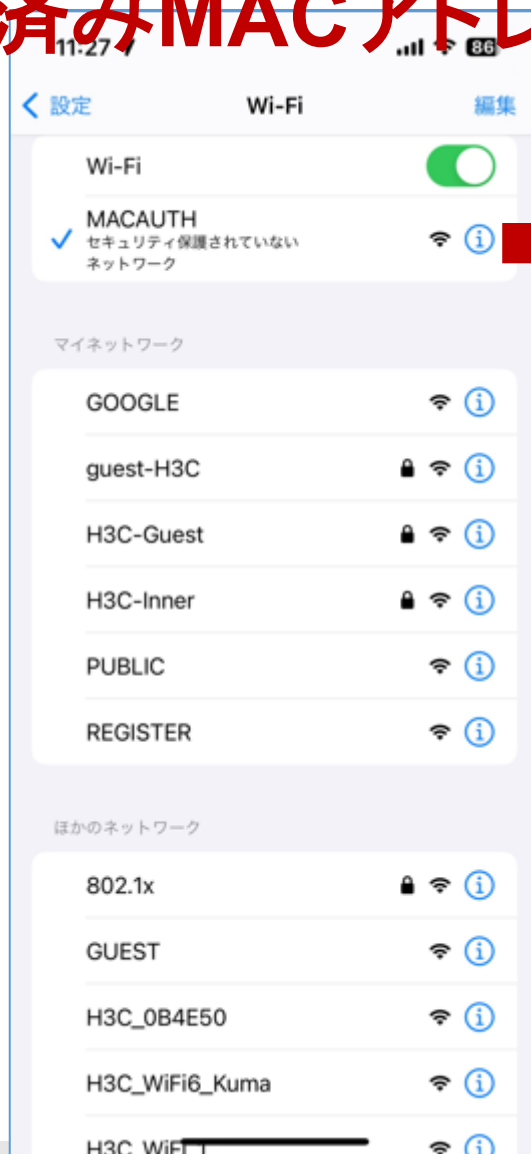 済みMACアドレ
11:27
86
設定
Wi-Fi
編集
Wi-Fi
MACAUTH
セキュリティ保護されていない
ネットワーク
マイネットワーク
GOOGLE
guest-H3C
H3C-Guest
H3C-Inner
PUBLIC
REGISTER
ほかのネットワーク
802.1x
GUEST
H3C_0B4E50
H3C_WiFi6_Kuma